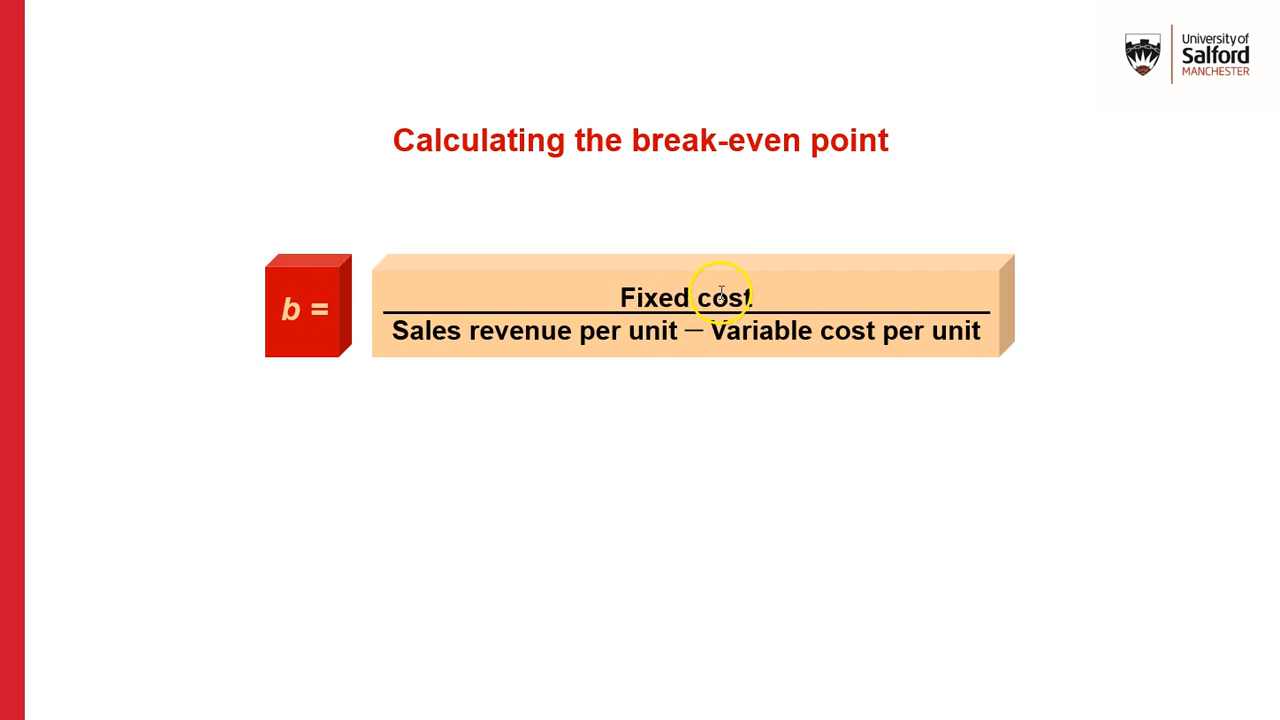 University of
Salford
MANCHESTER
Calculating the break-even point
b =
Fixed cost
Sales revenue per unit – Variable cost per unit